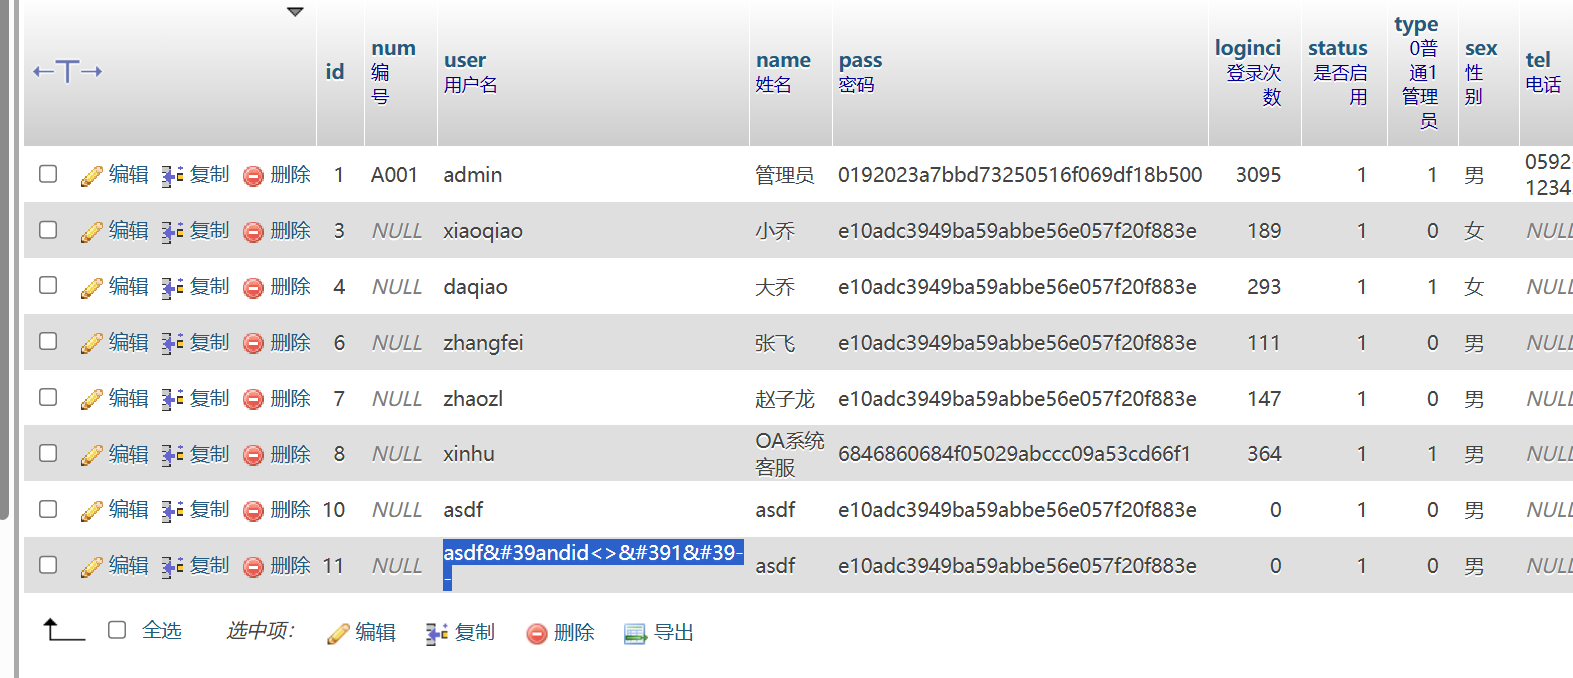 id num 编号 user 用户名 name 姓名 pass 密码 loginci 登录次数 status 是否启用 type 0普通1管理员 sex 性别 tel 电话
编辑 复制 删除 1 A001 admin 管理员 0192023a7bbd73250516f069df18b500 3095 1 1 男 0592 1234
编辑 复制 删除 3 NULL xiaoqiao 小乔 e10adc3949ba59abbe56e057f20f883e 189 1 0 女 NULL
编辑 复制 删除 4 NULL daqiao 大乔 e10adc3949ba59abbe56e057f20f883e 293 1 1 女 NULL
编辑 复制 删除 6 NULL zhangfei 张飞 e10adc3949ba59abbe56e057f20f883e 111 1 0 男 NULL
编辑 复制 删除 7 NULL zhaozl 赵子龙 e10adc3949ba59abbe56e057f20f883e 147 1 0 男 NULL
编辑 复制 删除 8 NULL xinhu OA系统客服 6846860684f05029abccc09a53cd66f1 364 1 1 男 NULL
编辑 复制 删除 10 NULL asdf asdf e10adc3949ba59abbe56e057f20f883e 0 1 0 男 NULL
编辑 复制 删除 11 NULL asdf&#39andid<>&#391&#39-- asdf e10adc3949ba59abbe56e057f20f883e 0 1 0 男 NULL
全选 选中项： 编辑 复制 删除 导出